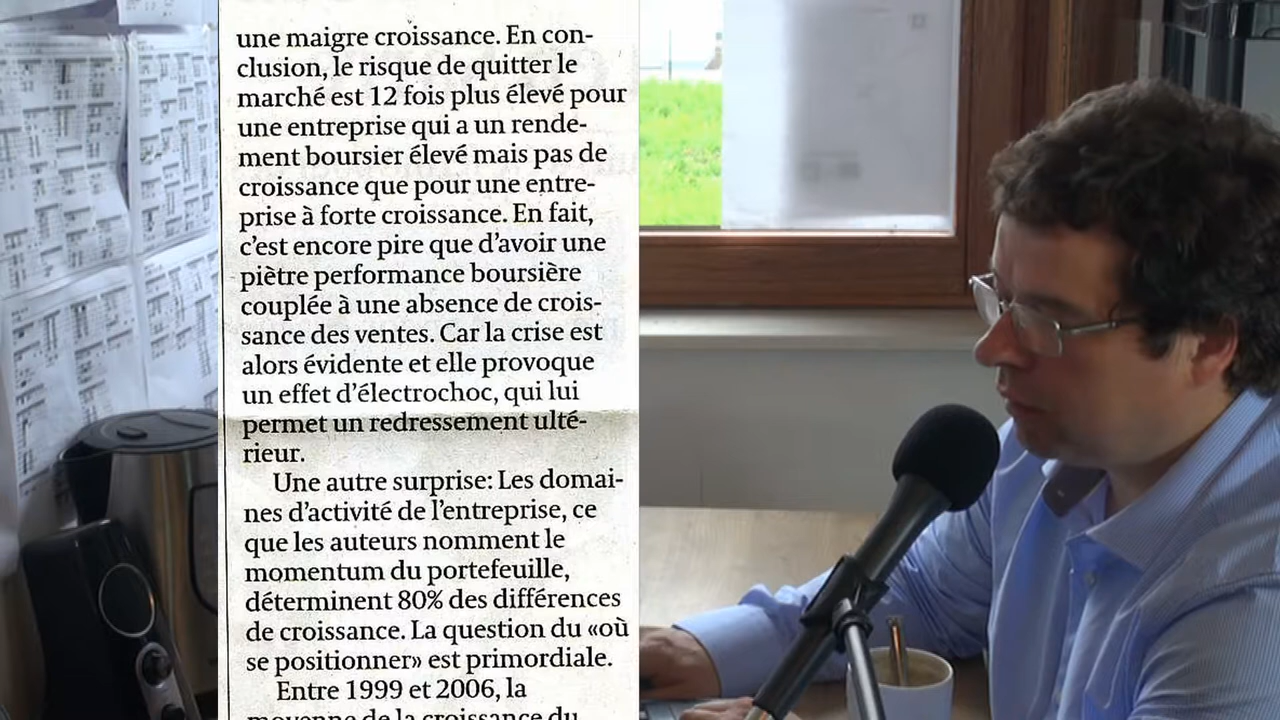 une maigre croissance. En con-
clusion, le risque de quitter le
marché est 12 fois plus élevé pour
une entreprise qui a un rende-
ment boursier élevé mais pas de
croissance que pour une entre-
prise à forte croissance. En fait,
c’est encore pire que d’avoir une
piètre performance boursière
couplée à une absence de crois-
sance des ventes. Car la crise est
alors évidente et elle provoque
un effet d’électrochoc, qui lui
permet un redressement ulté-
rieur.
Une autre surprise: Les domai-
nes d’activité de l’entreprise, ce
que les auteurs nomment le
momentum du portefeuille,
déterminent 80% des différences
de croissance. La question du «où
se positionner» est primordiale.
Entre 1999 et 2006, la
moyenne de la croissance du